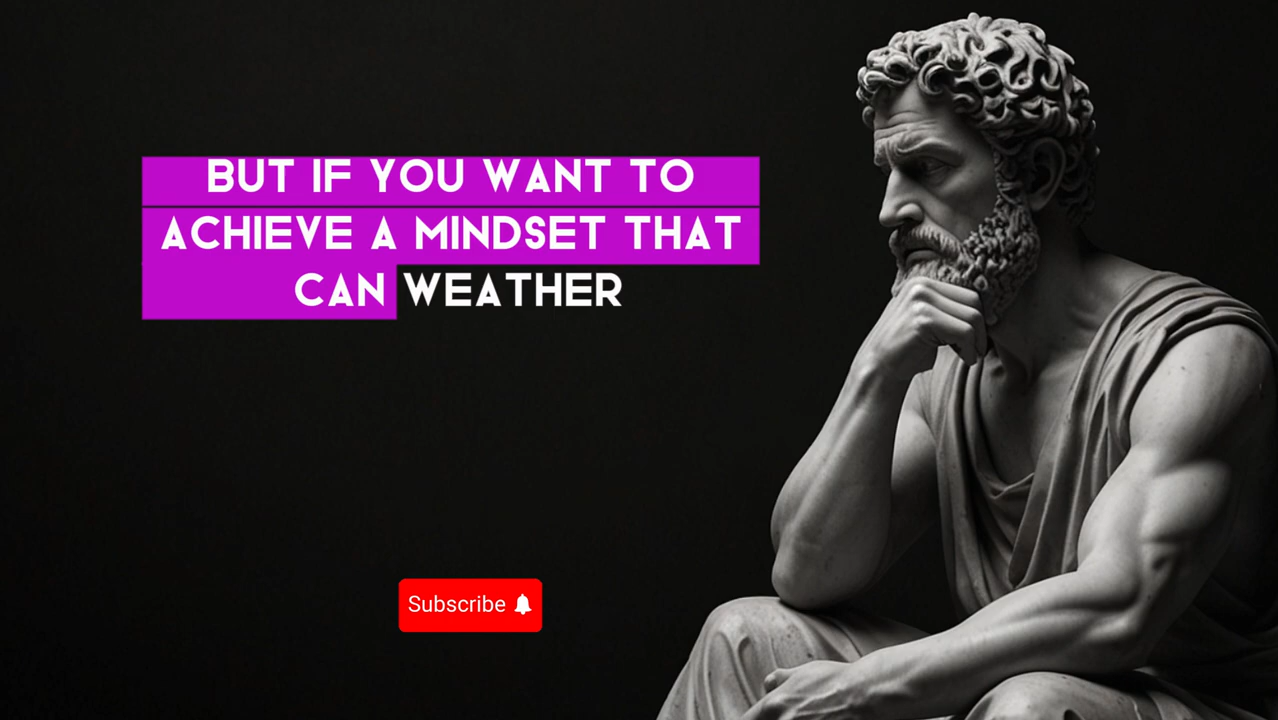 BUT IF YOU WANT TO
ACHIEVE A MINDSET THAT
CAN WEATHER
Subscribe